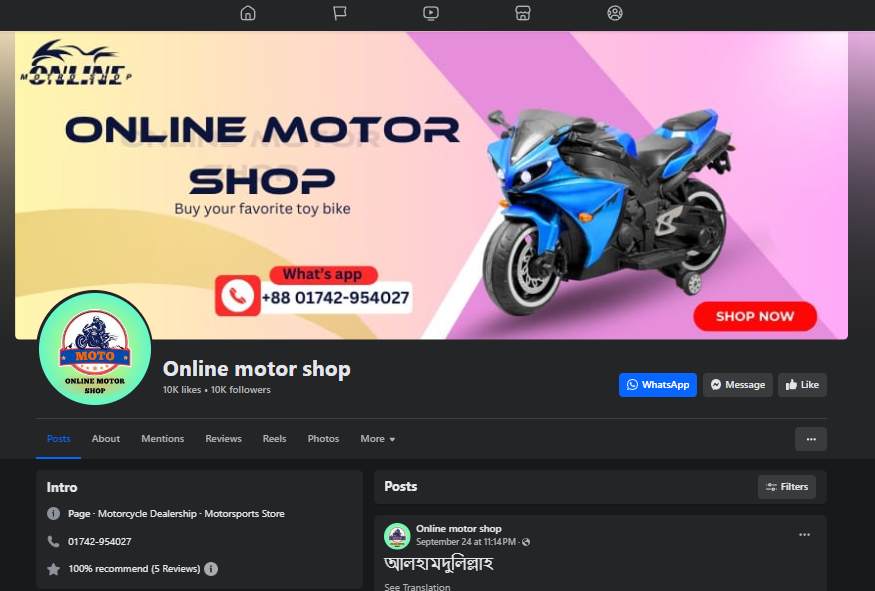 ONLINE
MOTRO SHOP
ONLINE MOTOR
SHOP
Buy your favorite toy bike
What's app
+88 01742-954027
SHOP NOW
MOTO
ONLINE MOTOR
SHOP
Online motor shop
10K likes • 10K followers
WhatsApp
Message
Like
Posts
About
Mentions
Reviews
Reels
Photos
More
Intro
Page · Motorcycle Dealership · Motorsports Store
01742-954027
100% recommend (5 Reviews)
Posts
Filters
Online motor shop
September 24 at 11:14 PM ·
আলহামদুলিল্লাহ
See Translation